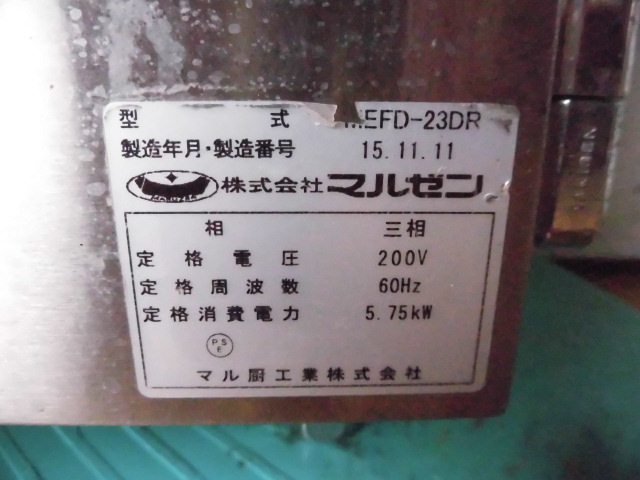 型 式 MEFD-23DR
製造年月・製造番号 15.11.11
MARUZEN 株式会社マルゼン
相 三相
定格電圧 200V
定格周波数 60Hz
定格消費電力 5.75kW
PS
E
マル厨工業株式会社